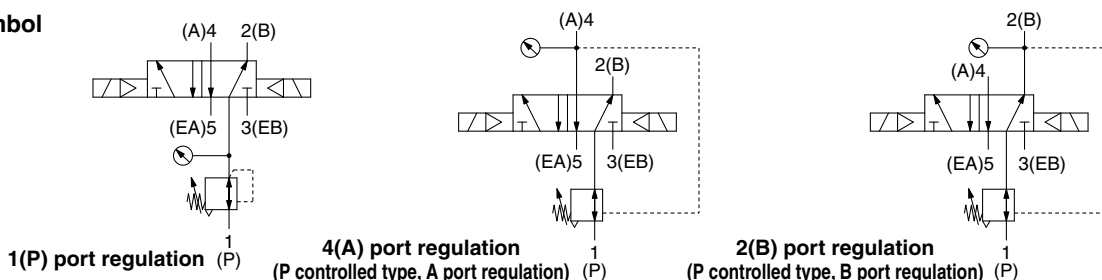 nbol
(A)4 2(B)
(EA)5 3(EB)
1
(P)
1(P) port regulation
(A)4
2(B)
(EA)5 3(EB)
1
(P)
4(A) port regulation
(P controlled type, A port regulation)
2(B)
(A)4
(EA)5 3(EB)
1
(P)
2(B) port regulation
(P controlled type, B port regulation)